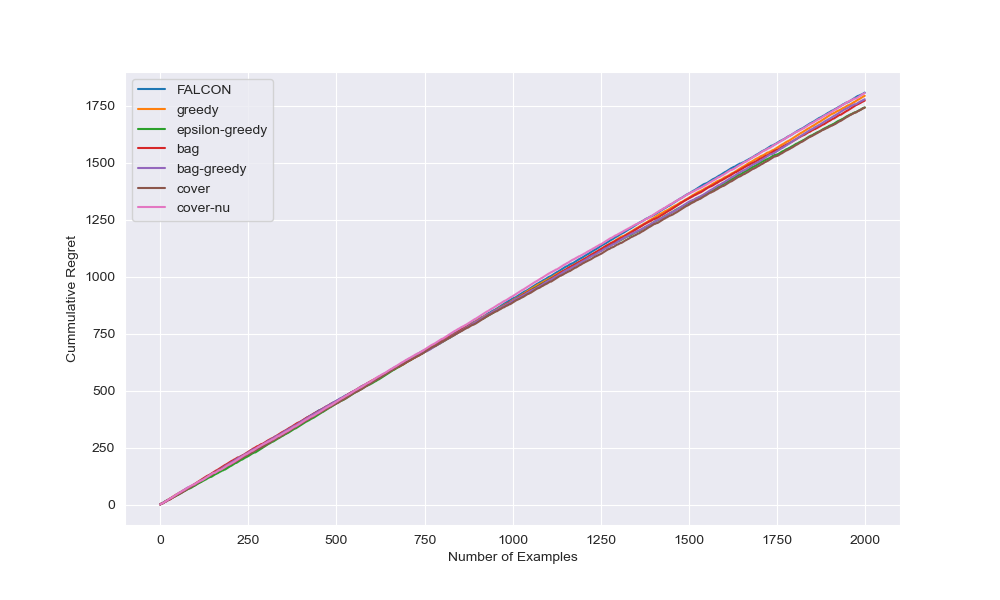 FALCON
greedy
epsilon-greedy
bag
bag-greedy
cover
cover-nu
1750
1500
1250
1000
750
500
250
0
Cummulative Regret
0 250 500 750 1000 1250 1500 1750 2000
Number of Examples